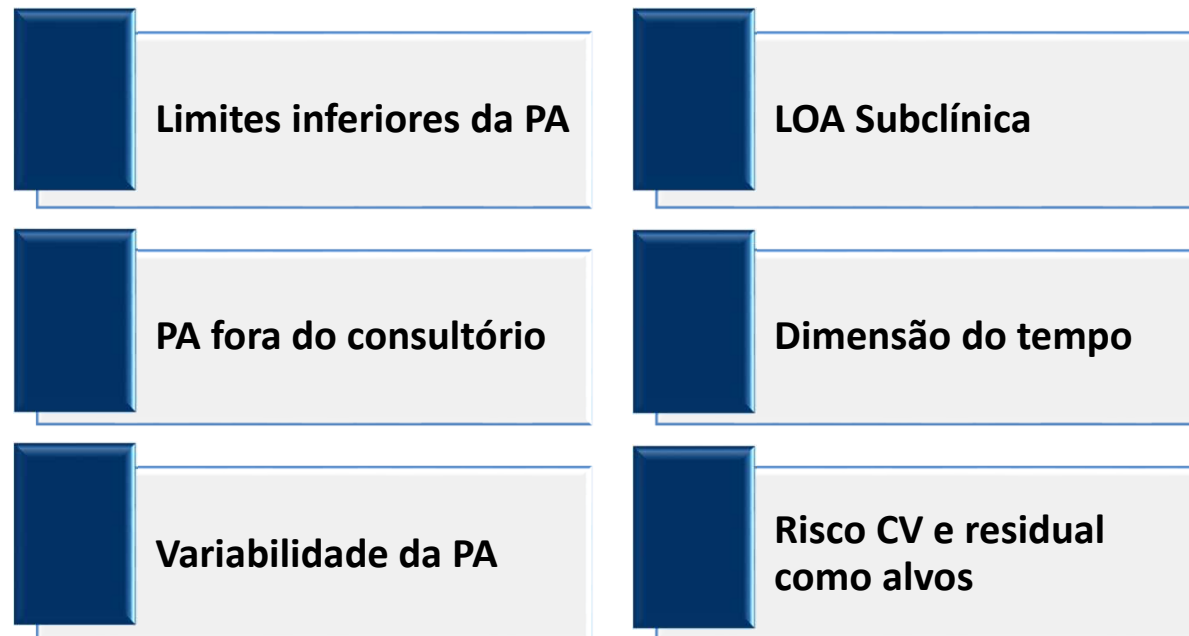 Limites inferiores da PA
LOA Subclínica
PA fora do consultório
Dimensão do tempo
Variabilidade da PA
Risco CV e residual
como alvos